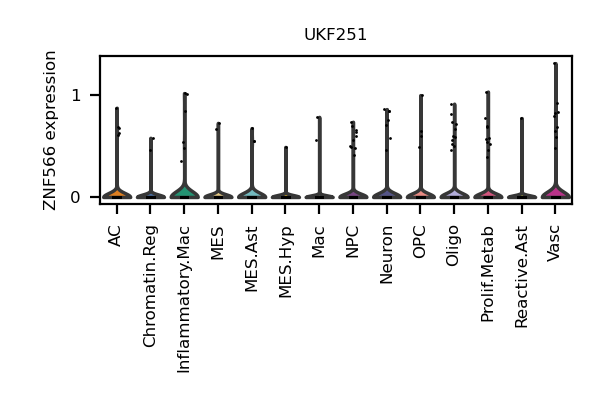 UKF251
ZNF566 expression
1
0
AC
Chromatin.Reg
Inflammatory.Mac
MES
MES.Ast
MES.Hyp
Mac
NPC
Neuron
OPC
Oligo
Prolif.Metab
Reactive.Ast
Vasc